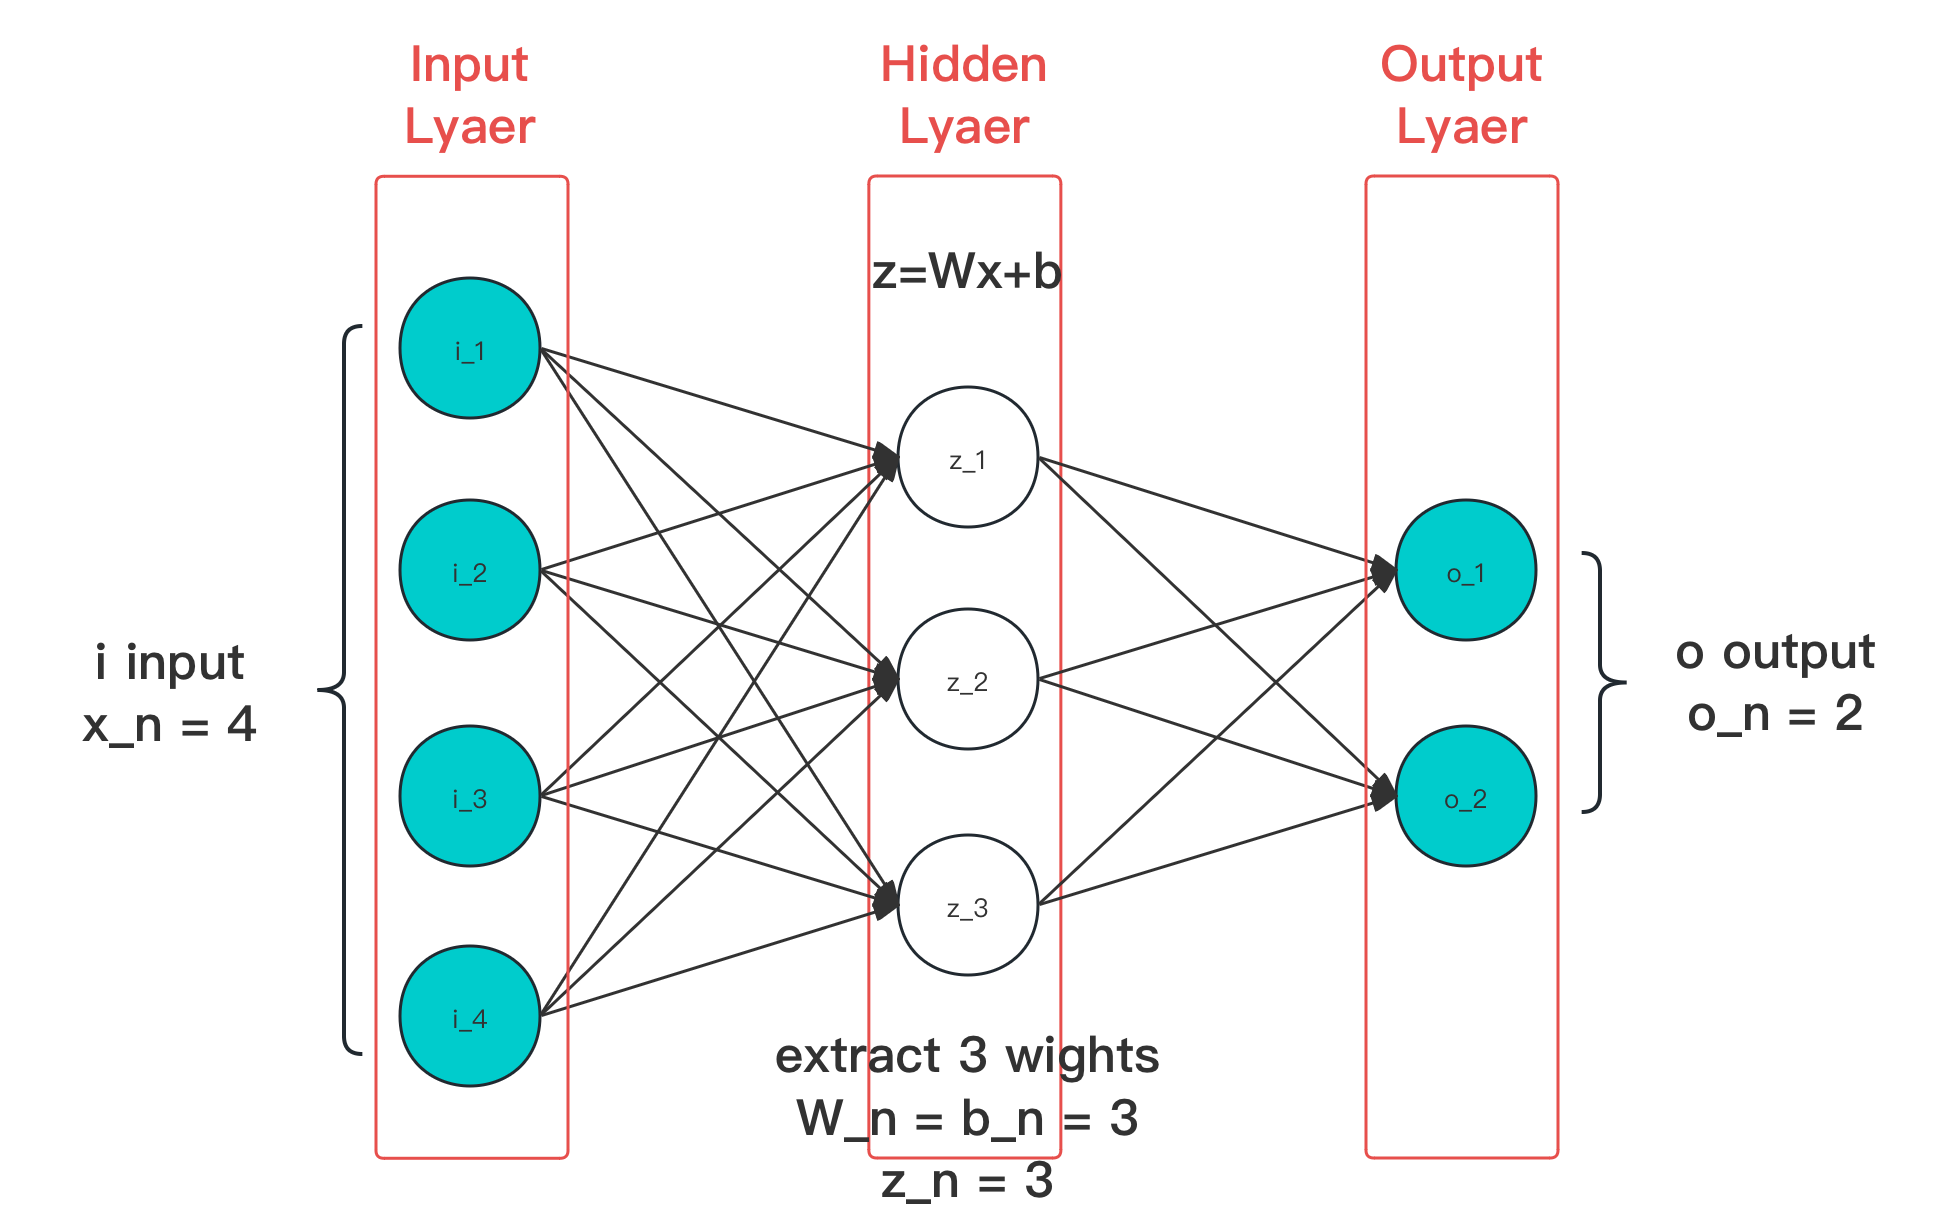 Input
Lyaer
Hidden
Lyaer
Output
Lyaer
z=Wx+b
i_1
i_2
i_3
i_4
z_1
z_2
z_3
o_1
o_2
i input
x_n = 4
o output
o_n = 2
extract 3 wights
W_n = b_n = 3
z_n = 3